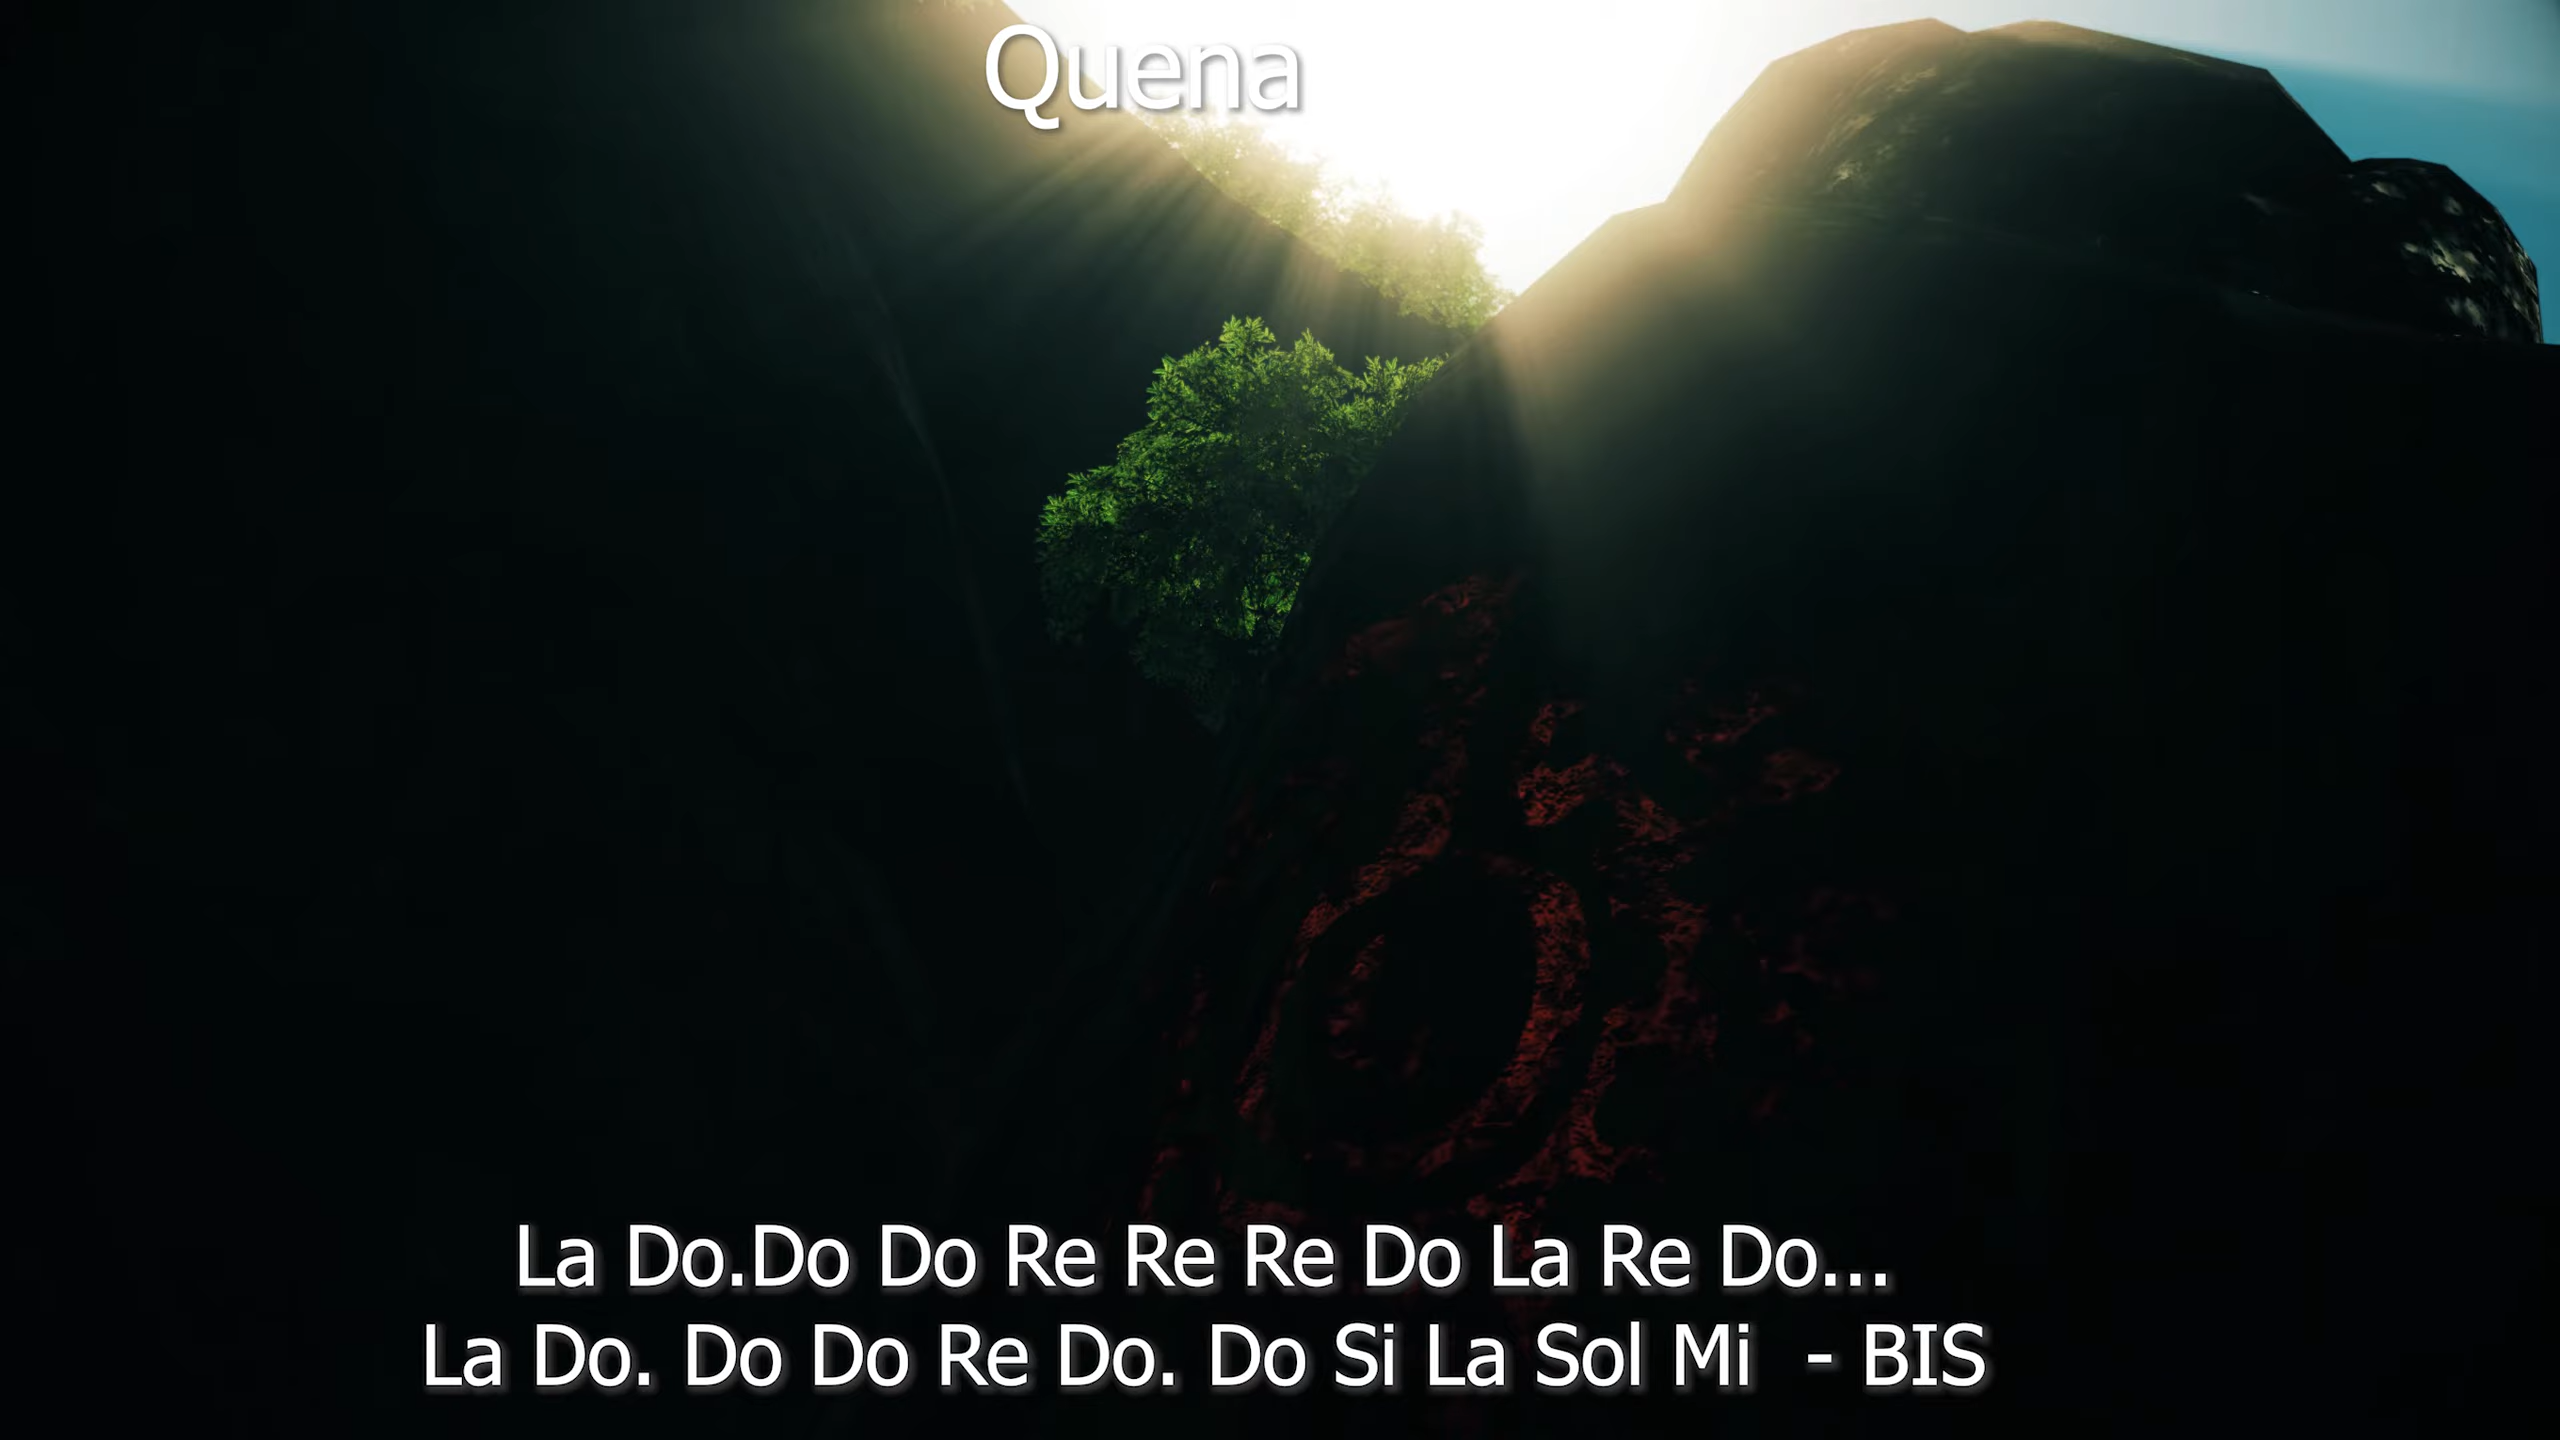 Quena
La Do.Do Do Re Re Re Do La Re Do...
La Do. Do Do Re Do. Do Si La Sol Mi  - BIS